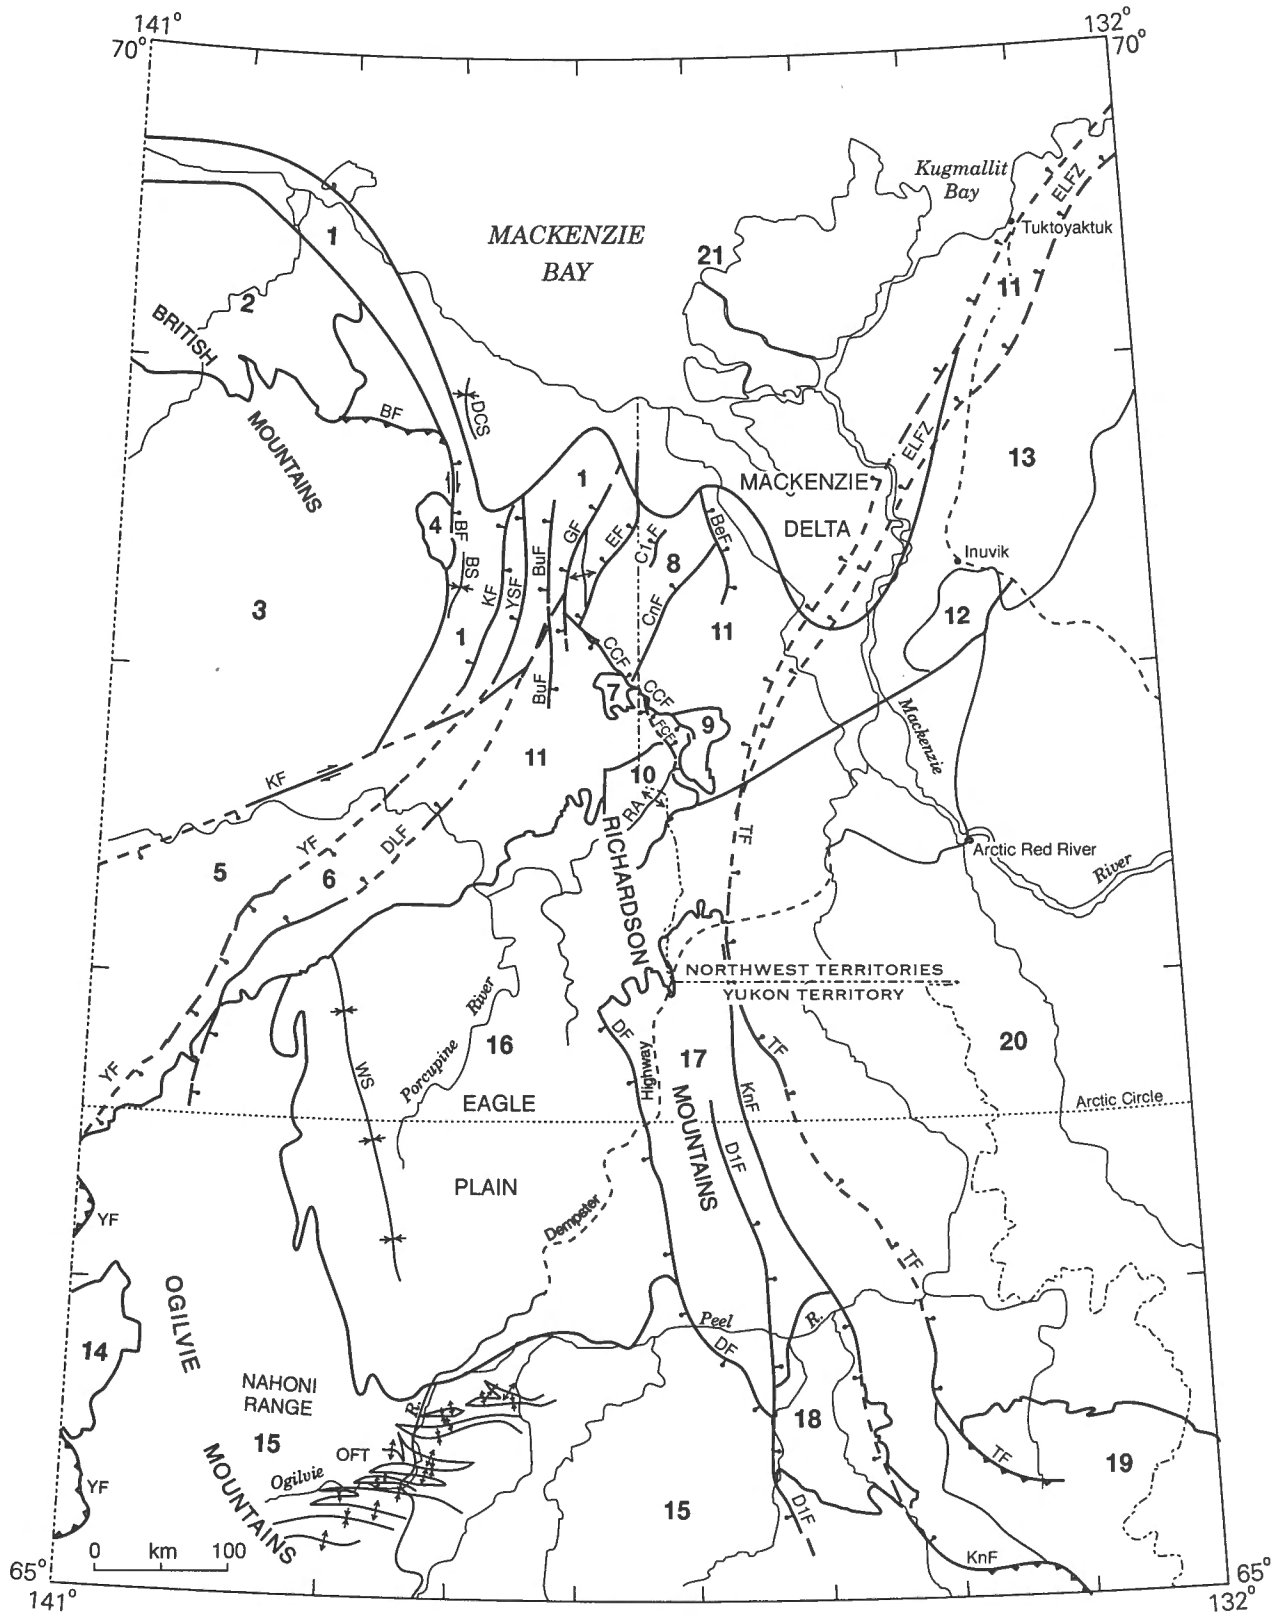 141°
132°
70°
70°
Kugmallit
Bay
ELFZ
Tuktoyaktuk
MACKENZIE
BAY
1
21
11
2
BRITISH
MOUNTAINS
BF
DCS
ELFZ
13
1
MACKENZIE
DELTA
4
BF
BS
KF
YSF
BuF
GF
EF
C1F
8
BeF
CnF
Inuvik
3
1
11
12
CCF
BuF
7
CCF
FCF
9
Mackenzie
11
10
RA
KF
YF
DLF
TF
5
6
RICHARDSON
Arctic Red River
River
NORTHWEST TERRITORIES
YUKON TERRITORY
River
Porcupine
DF
16
17
TF
20
YF
WS
Highway
KnF
EAGLE
Arctic Circle
MOUNTAINS
D1F
PLAIN
YF
Dempster
TF
OGILVIE
14
Peel
R.
DF
NAHONI
RANGE
R.
18
15
OFT
Ogilvie
TF
19
MOUNTAINS
YF
15
D1F
0 km 100
KnF
65°
65°
141°
132°